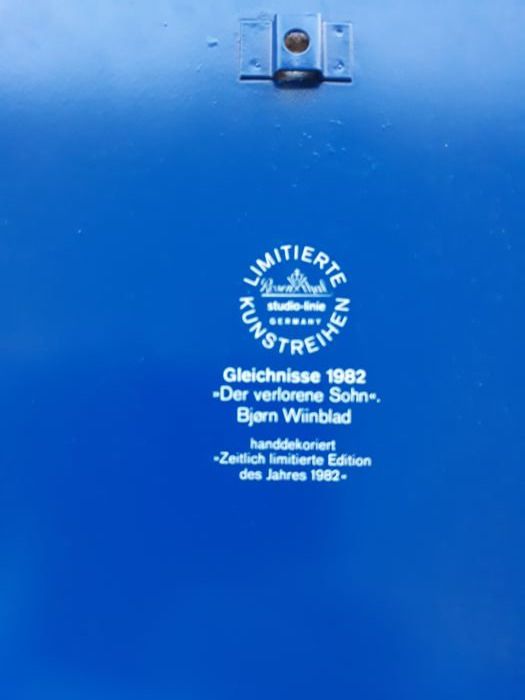 LIMITIERTE
Rosenthal
studio-linie
GERMANY
KUNSTREIHEN
Gleichnisse 1982
»Der verlorene Sohn«.
Bjørn Wiinblad
handdekoriert
»Zeitlich limitierte Edition
des Jahres 1982«